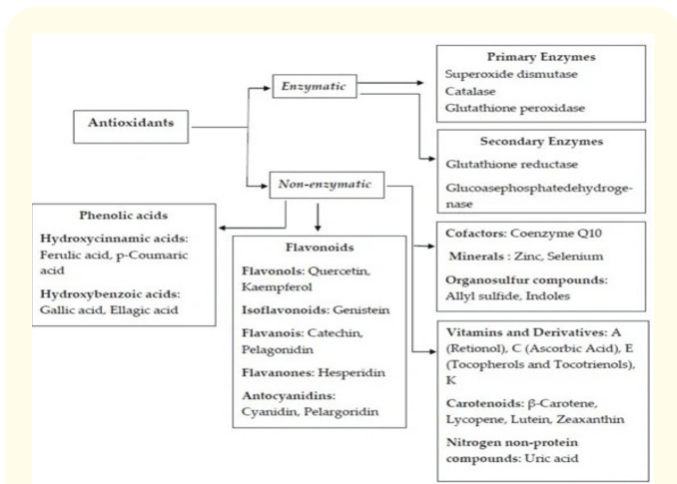 Antioxidants
Enzymatic
Primary Enzymes
Superoxide dismutase
Catalase
Glutathione peroxidase
Secondary Enzymes
Glutathione reductase
Glucoasephosphatedehydroge-
nase
Non-enzymatic
Phenolic acids
Hydroxycinnamic acids:
Ferulic acid, p-Coumaric
acid
Hydroxybenzoic acids:
Gallic acid, Ellagic acid
Flavonoids
Flavonols: Quercetin,
Kaempferol
Isoflavonoids: Genistein
Flavanois: Catechin,
Pelagonidin
Flavanones: Hesperidin
Antocyanidins:
Cyanidin, Pelargoridin
Cofactors: Coenzyme Q10
Minerals : Zinc, Selenium
Organosulfur compounds:
Allyl sulfide, Indoles
Vitamins and Derivatives: A
(Retionol), C (Ascorbic Acid), E
(Tocopherols and Tocotrienols),
K
Carotenoids: β-Carotene,
Lycopene, Lutein, Zeaxanthin
Nitrogen non-protein
compounds: Uric acid